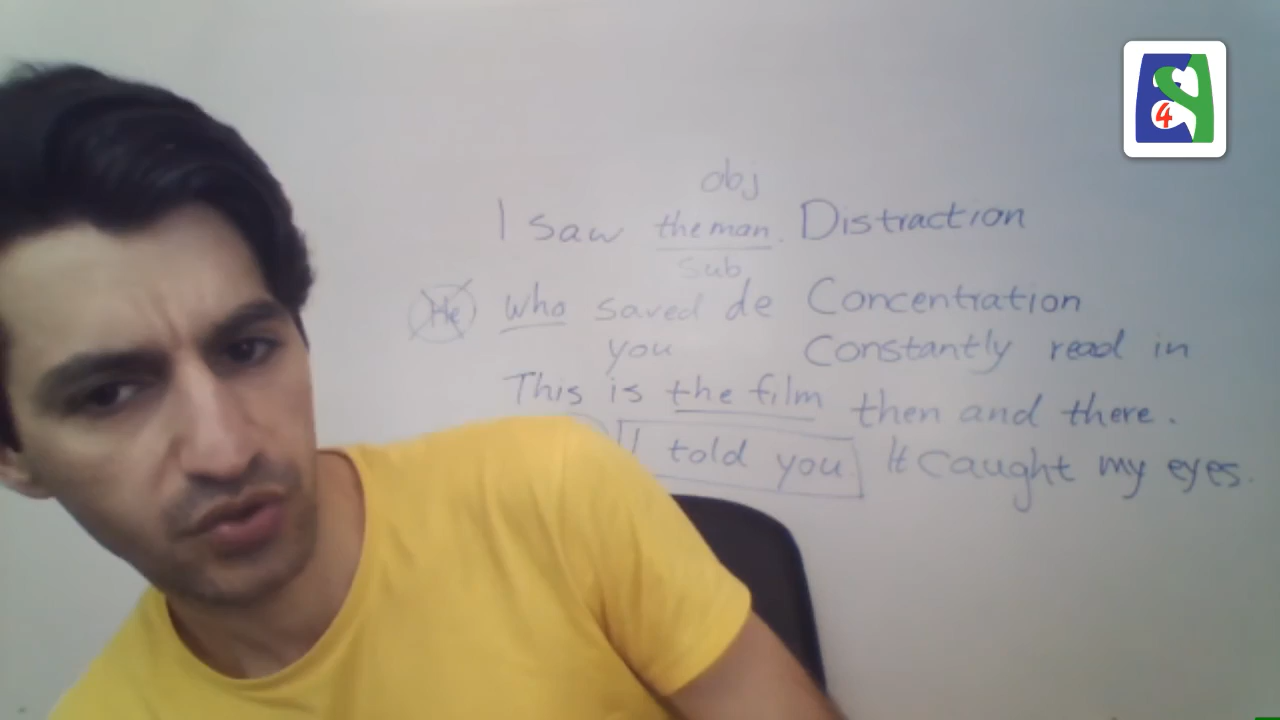 obj
I saw the man. Distraction
sub
He who saved de Concentration
you Constantly read in
This is the film then and there.
I told you It caught my eyes.
4